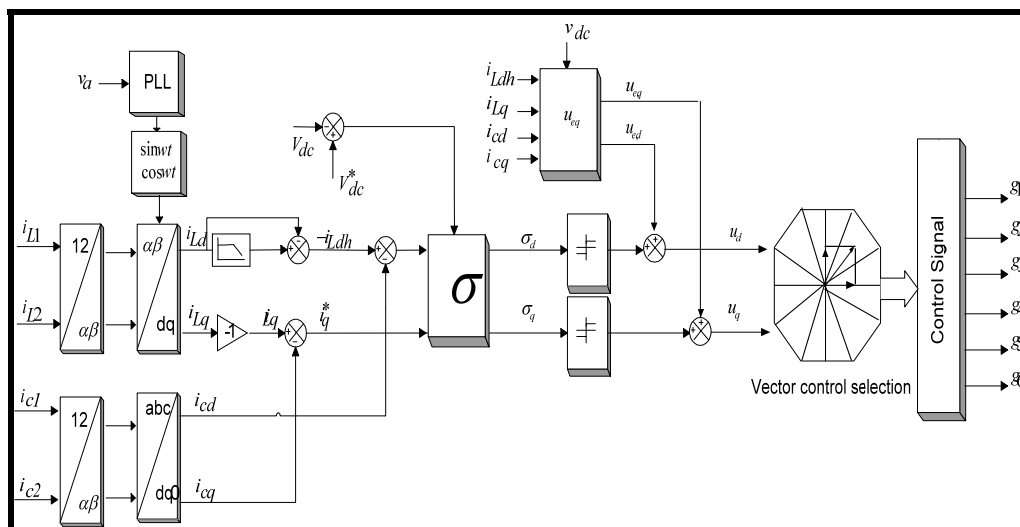 v_a
PLL
sinwt
coswt
V_dc
V*_dc
v_dc
i_Ldh
i_Lq
i_cd
i_cq
u_eq
u_eq
u_ed
i_L1
i_L2
12
αβ
αβ
dq
i_Ld
-i_Ldh
i_Lq
-1
i_Lq
i*_q
σ
σ_d
σ_q
u_d
u_q
Vector control selection
Control Signal
i_c1
i_c2
12
αβ
abc
dq0
i_cd
i_cq